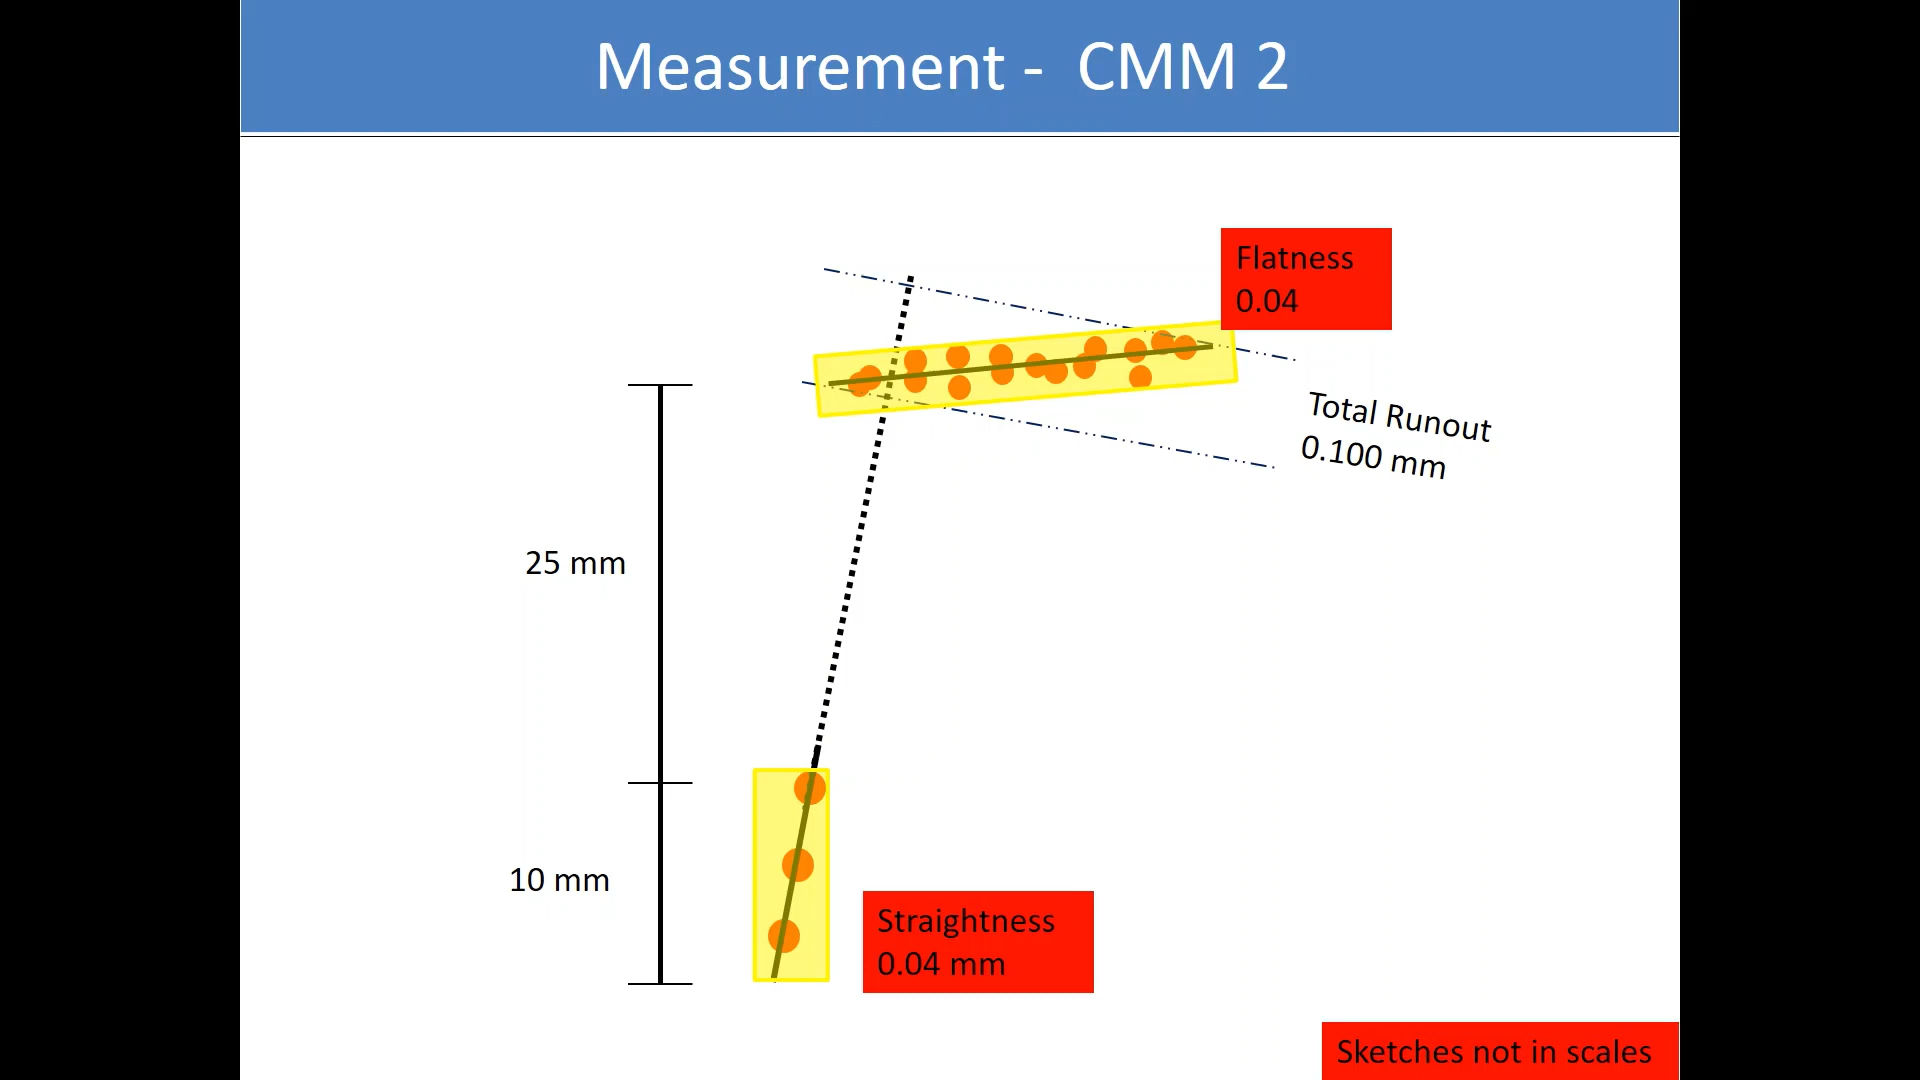 Measurement - CMM 2
Flatness
0.04
Total Runout
0.100 mm
25 mm
10 mm
Straightness
0.04 mm
Sketches not in scales